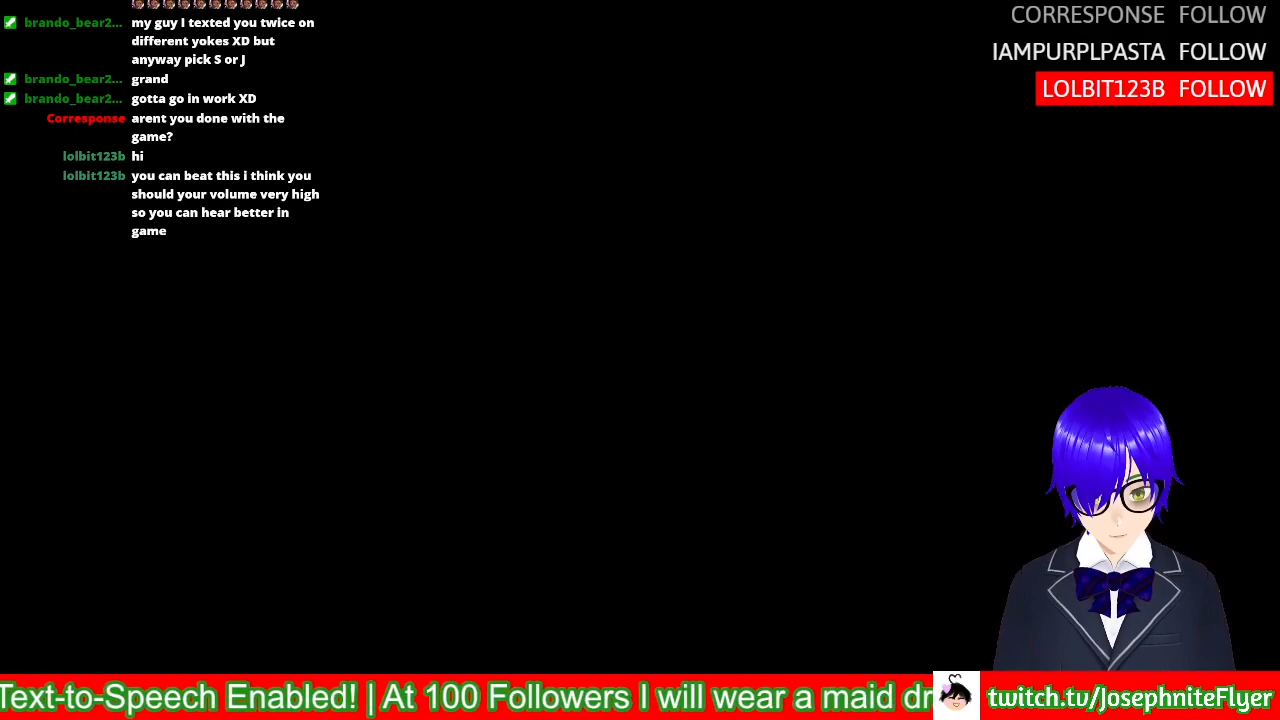 brando_bear2... my guy I texted you twice on
different yokes XD but
anyway pick S or J
brando_bear2... grand
brando_bear2... gotta go in work XD
Corresponse arent you done with the
game?
lolbit123b hi
lolbit123b you can beat this i think you
should your volume very high
so you can hear better in
game
CORRESPONSE FOLLOW
IAMPURPLPASTA FOLLOW
LOLBIT123B FOLLOW
Text-to-Speech Enabled! | At 100 Followers I will wear a maid dr
twitch.tv/JosephniteFlyer